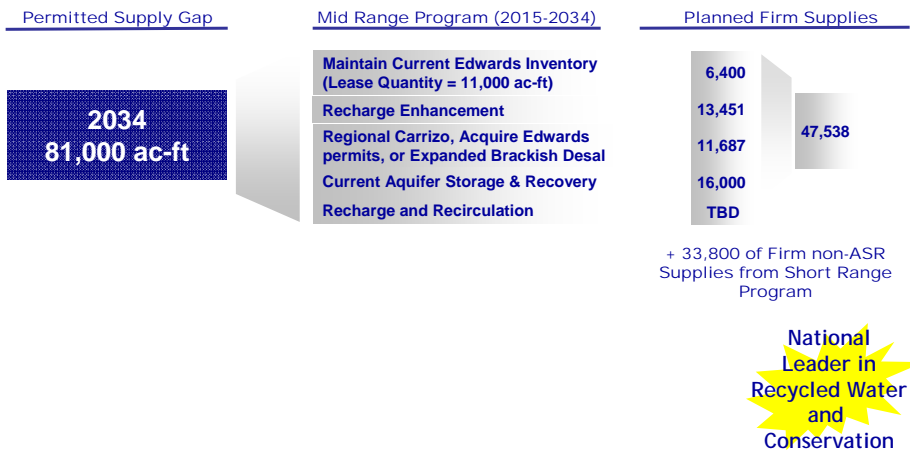 Permitted Supply Gap
Mid Range Program (2015-2034)
Planned Firm Supplies
2034
81,000 ac-ft
Maintain Current Edwards Inventory
(Lease Quantity = 11,000 ac-ft)
Recharge Enhancement
Regional Carrizo, Acquire Edwards
permits, or Expanded Brackish Desal
Current Aquifer Storage & Recovery
Recharge and Recirculation
6,400
13,451
11,687
16,000
TBD
47,538
+ 33,800 of Firm non-ASR
Supplies from Short Range
Program
National
Leader in
Recycled Water
and
Conservation